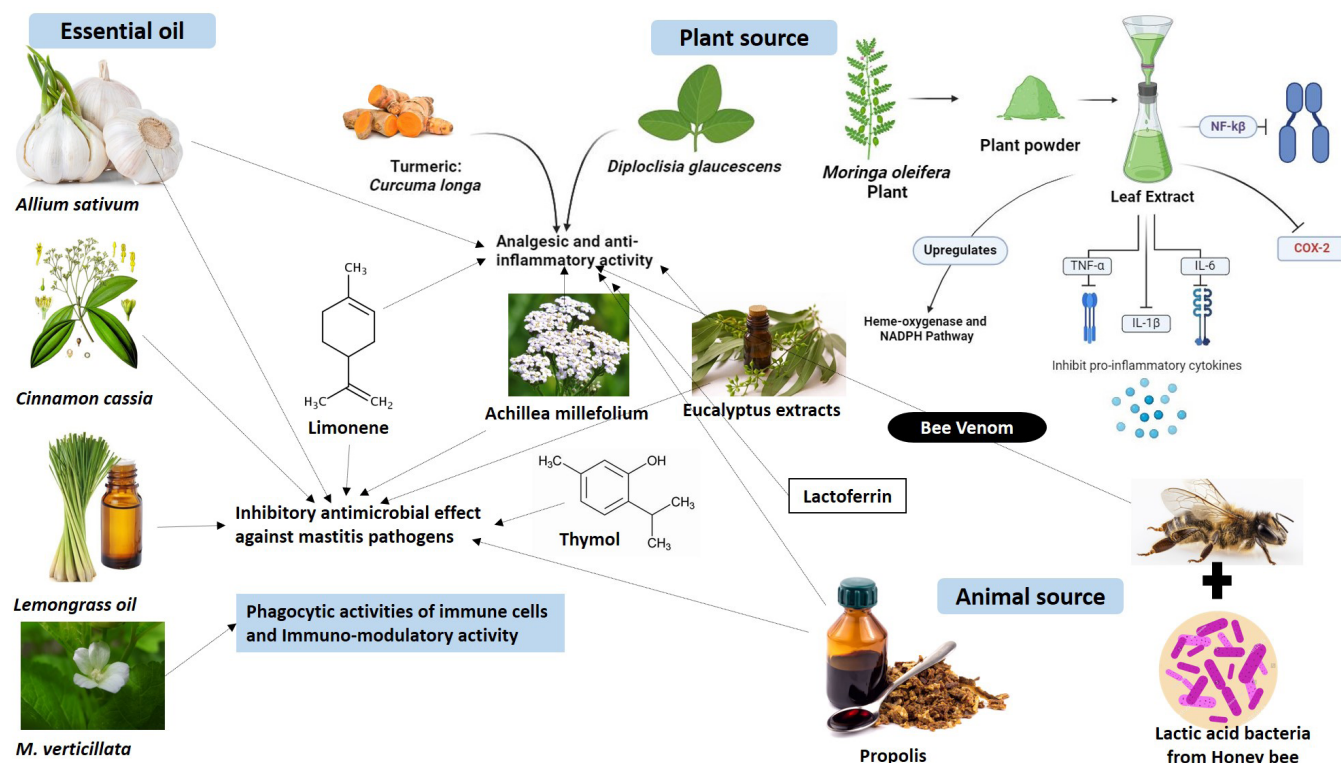 Essential oil
Plant source
Allium sativum
Turmeric:
Curcuma longa
Diploclisia glaucescens
Moringa oleifera
Plant
Plant powder
Leaf Extract
NF-kβ
COX-2
Upregulates
Heme-oxygenase and
NADPH Pathway
TNF-α
IL-1β
IL-6
Inhibit pro-inflammatory cytokines
Analgesic and anti-
inflammatory activity
Cinnamon cassia
CH₃
H₃C
CH₂
Limonene
Achillea millefolium
Eucalyptus extracts
Bee Venom
Lactoferrin
H₃C
OH
CH₃
CH₃
Thymol
Inhibitory antimicrobial effect
against mastitis pathogens
Lemongrass oil
Phagocytic activities of immune cells
and Immuno-modulatory activity
M. verticillata
Animal source
Propolis
Lactic acid bacteria
from Honey bee